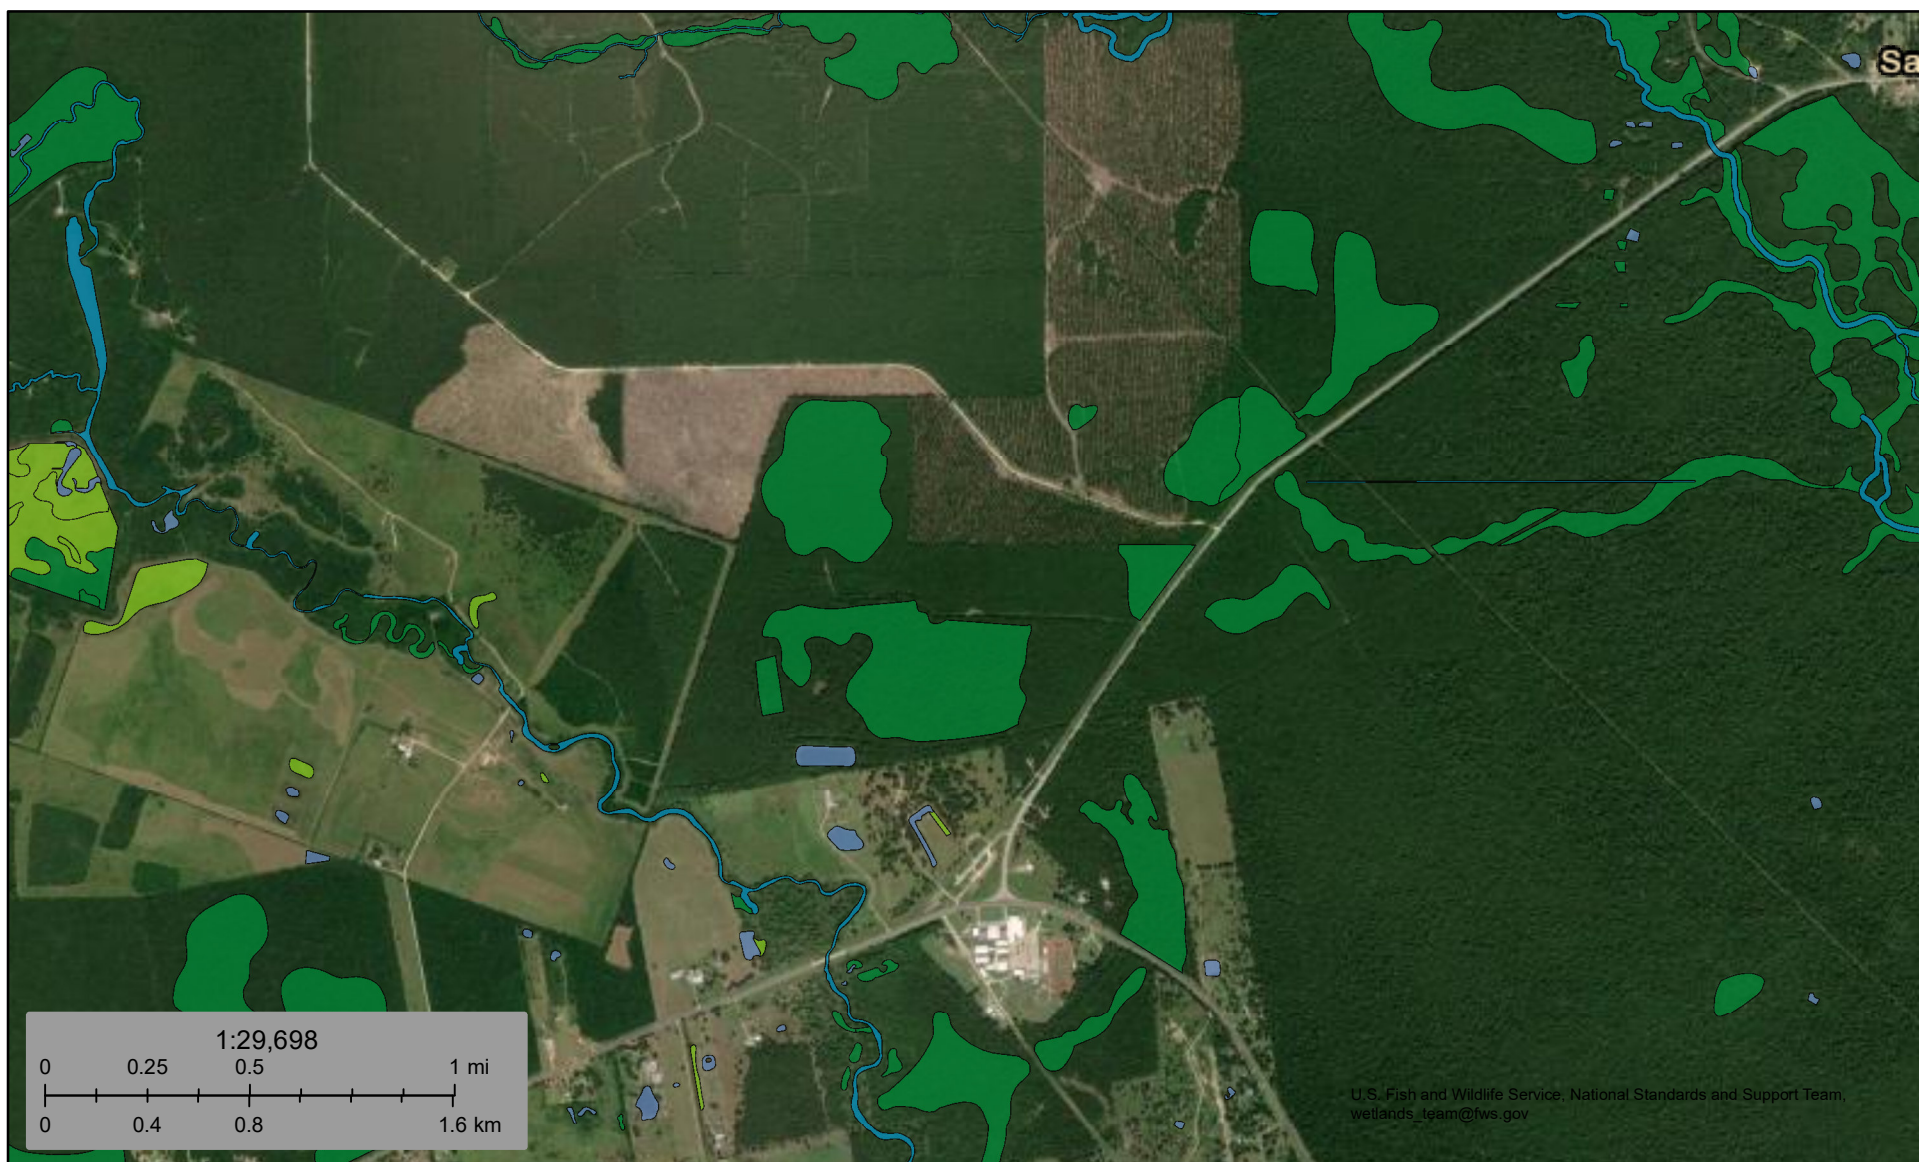 Sa
1:29,698
0 0.25 0.5 1 mi
0 0.4 0.8 1.6 km
U.S. Fish and Wildlife Service, National Standards and Support Team,
wetlands_team@fws.gov